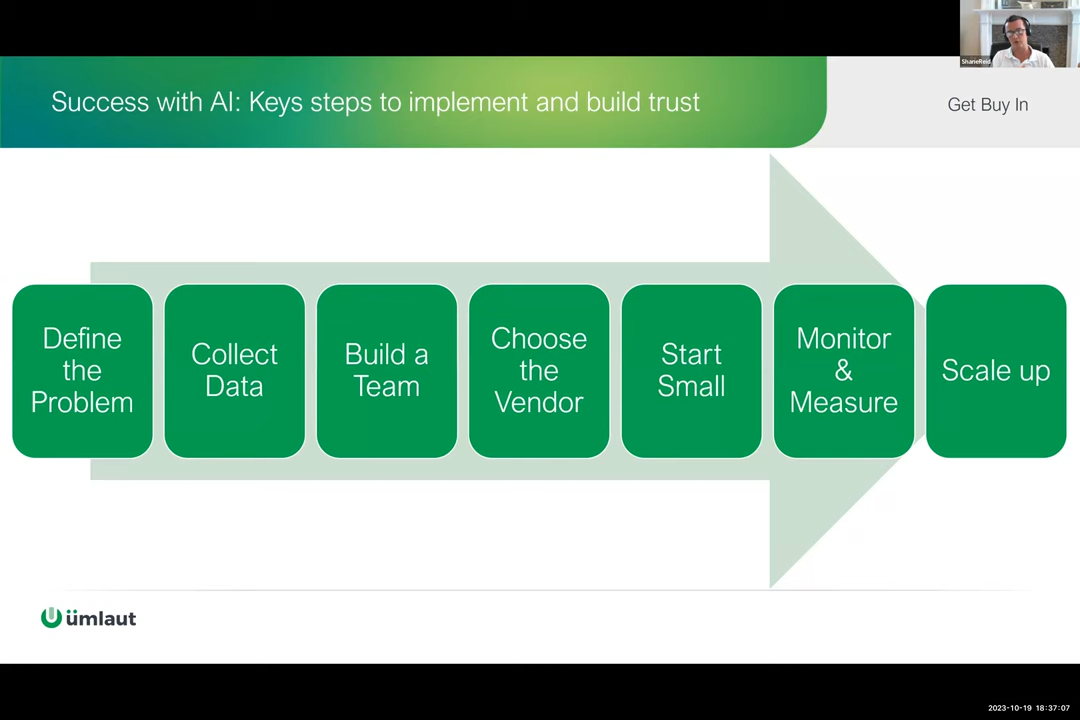 ShaneReid
Success with AI: Keys steps to implement and build trust
Get Buy In
Define
the
Problem
Collect
Data
Build a
Team
Choose
the
Vendor
Start
Small
Monitor
&
Measure
Scale up
ümlaut
2023-10-19 18:37:07